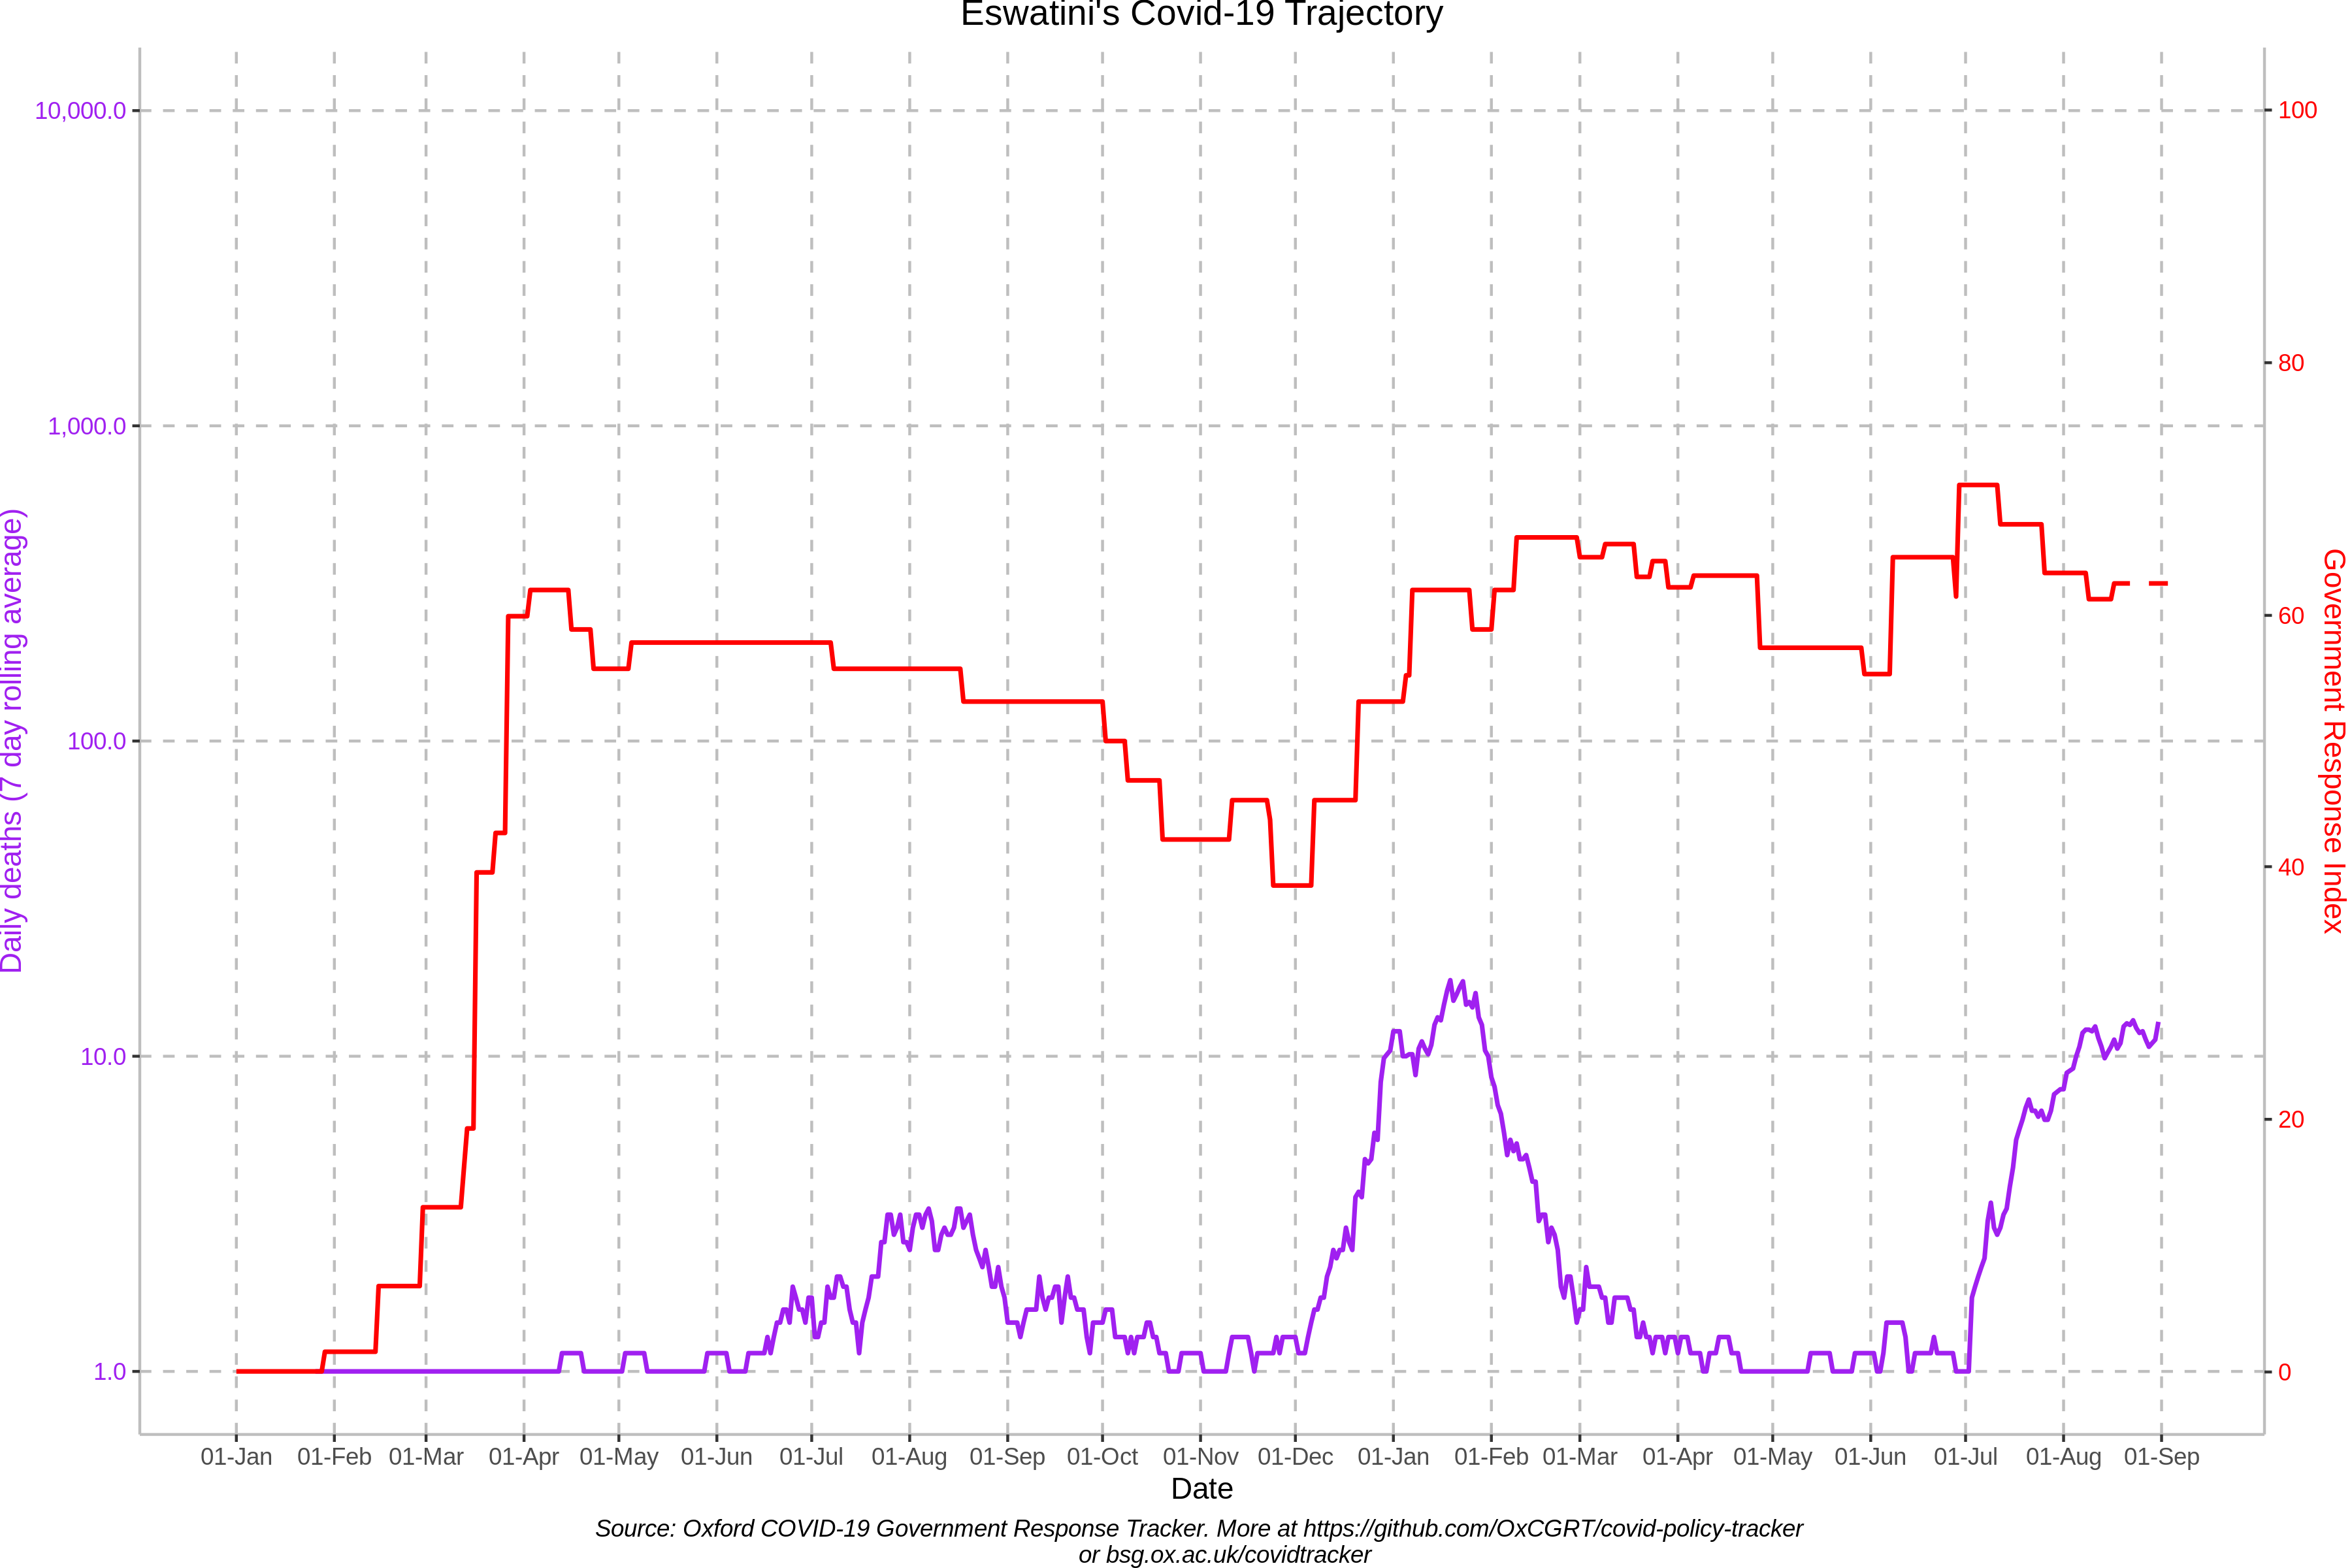 Eswatini's Covid-19 Trajectory
10,000.0
1,000.0
100.0
10.0
1.0
Daily deaths (7 day rolling average)
100
80
60
40
20
0
Government Response Index
01-Jan 01-Feb 01-Mar 01-Apr 01-May 01-Jun 01-Jul 01-Aug 01-Sep 01-Oct 01-Nov 01-Dec 01-Jan 01-Feb 01-Mar 01-Apr 01-May 01-Jun 01-Jul 01-Aug 01-Sep
Date
Source: Oxford COVID-19 Government Response Tracker. More at https://github.com/OxCGRT/covid-policy-tracker
or bsg.ox.ac.uk/covidtracker